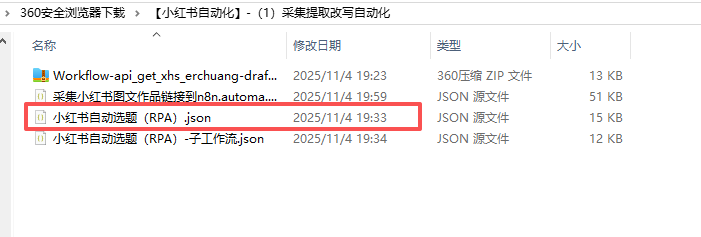 360安全浏览器下载 > 【小红书自动化】-（1）采集提取改写自动化
名称 修改日期 类型 大小
Workflow-api_get_xhs_erchuang-draf... 2025/11/4 19:23 360压缩 ZIP 文件 13 KB
采集小红书图文作品链接到n8n.automa.... 2025/11/4 19:59 JSON 源文件 51 KB
小红书自动选题（RPA）.json 2025/11/4 19:33 JSON 源文件 15 KB
小红书自动选题（RPA）-子工作流.json 2025/11/4 19:34 JSON 源文件 12 KB